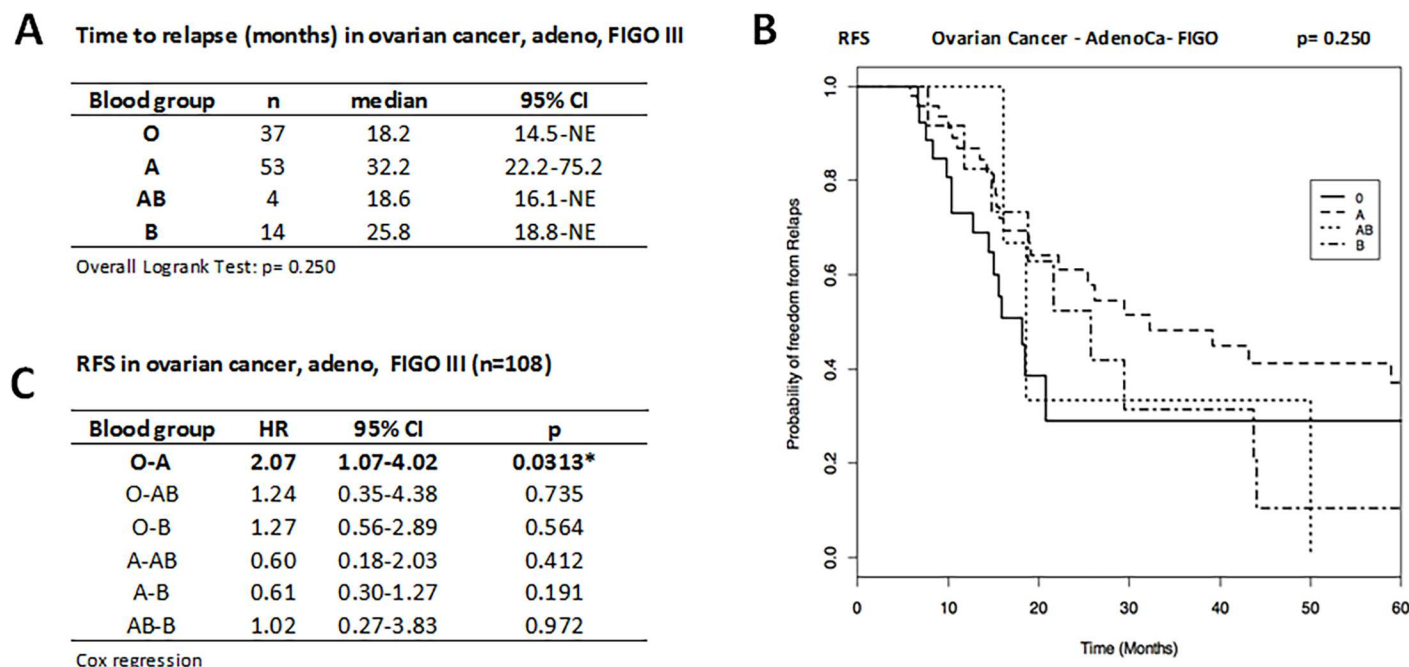 A Time to relapse (months) in ovarian cancer, adeno, FIGO III
Blood group n median 95% CI
O 37 18.2 14.5-NE
A 53 32.2 22.2-75.2
AB 4 18.6 16.1-NE
B 14 25.8 18.8-NE
Overall Logrank Test: p= 0.250
C RFS in ovarian cancer, adeno, FIGO III (n=108)
Blood group HR 95% CI p
O-A 2.07 1.07-4.02 0.0313*
O-AB 1.24 0.35-4.38 0.735
O-B 1.27 0.56-2.89 0.564
A-AB 0.60 0.18-2.03 0.412
A-B 0.61 0.30-1.27 0.191
AB-B 1.02 0.27-3.83 0.972
Cox regression
B RFS Ovarian Cancer - AdenoCa- FIGO p= 0.250
Probability of freedom from Relaps
1.0
0.8
0.6
0.4
0.2
0.0
0
A
AB
B
0 10 20 30 40 50 60
Time (Months)